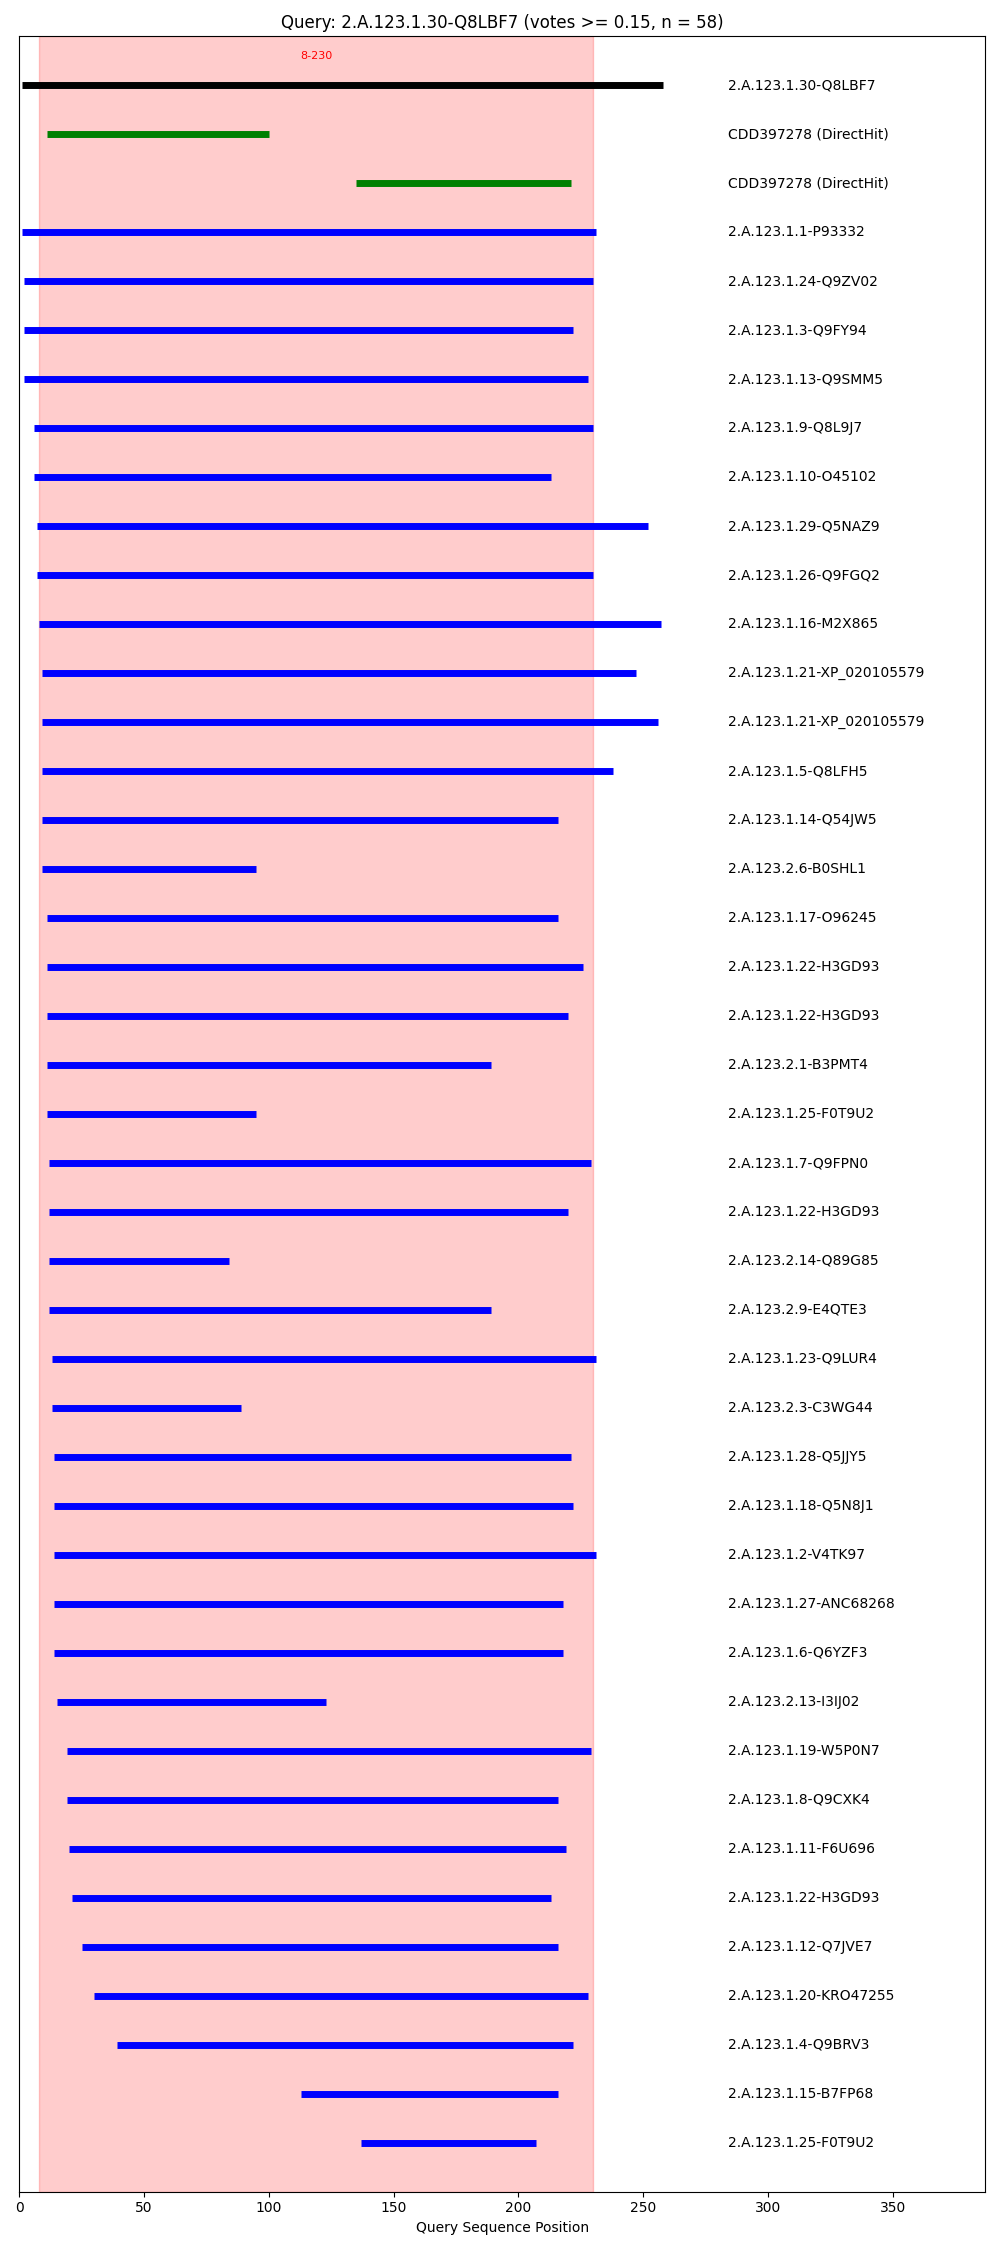 Query: 2.A.123.1.30-Q8LBF7 (votes >= 0.15, n = 58)
8-230
2.A.123.1.30-Q8LBF7
CDD397278 (DirectHit)
CDD397278 (DirectHit)
2.A.123.1.1-P93332
2.A.123.1.24-Q9ZV02
2.A.123.1.3-Q9FY94
2.A.123.1.13-Q9SMM5
2.A.123.1.9-Q8L9J7
2.A.123.1.10-O45102
2.A.123.1.29-Q5NAZ9
2.A.123.1.26-Q9FGQ2
2.A.123.1.16-M2X865
2.A.123.1.21-XP_020105579
2.A.123.1.21-XP_020105579
2.A.123.1.5-Q8LFH5
2.A.123.1.14-Q54JW5
2.A.123.2.6-B0SHL1
2.A.123.1.17-O96245
2.A.123.1.22-H3GD93
2.A.123.1.22-H3GD93
2.A.123.2.1-B3PMT4
2.A.123.1.25-F0T9U2
2.A.123.1.7-Q9FPN0
2.A.123.1.22-H3GD93
2.A.123.2.14-Q89G85
2.A.123.2.9-E4QTE3
2.A.123.1.23-Q9LUR4
2.A.123.2.3-C3WG44
2.A.123.1.28-Q5JJY5
2.A.123.1.18-Q5N8J1
2.A.123.1.2-V4TK97
2.A.123.1.27-ANC68268
2.A.123.1.6-Q6YZF3
2.A.123.2.13-I3IJ02
2.A.123.1.19-W5P0N7
2.A.123.1.8-Q9CXK4
2.A.123.1.11-F6U696
2.A.123.1.22-H3GD93
2.A.123.1.12-Q7JVE7
2.A.123.1.20-KRO47255
2.A.123.1.4-Q9BRV3
2.A.123.1.15-B7FP68
2.A.123.1.25-F0T9U2
0 50 100 150 200 250 300 350
Query Sequence Position